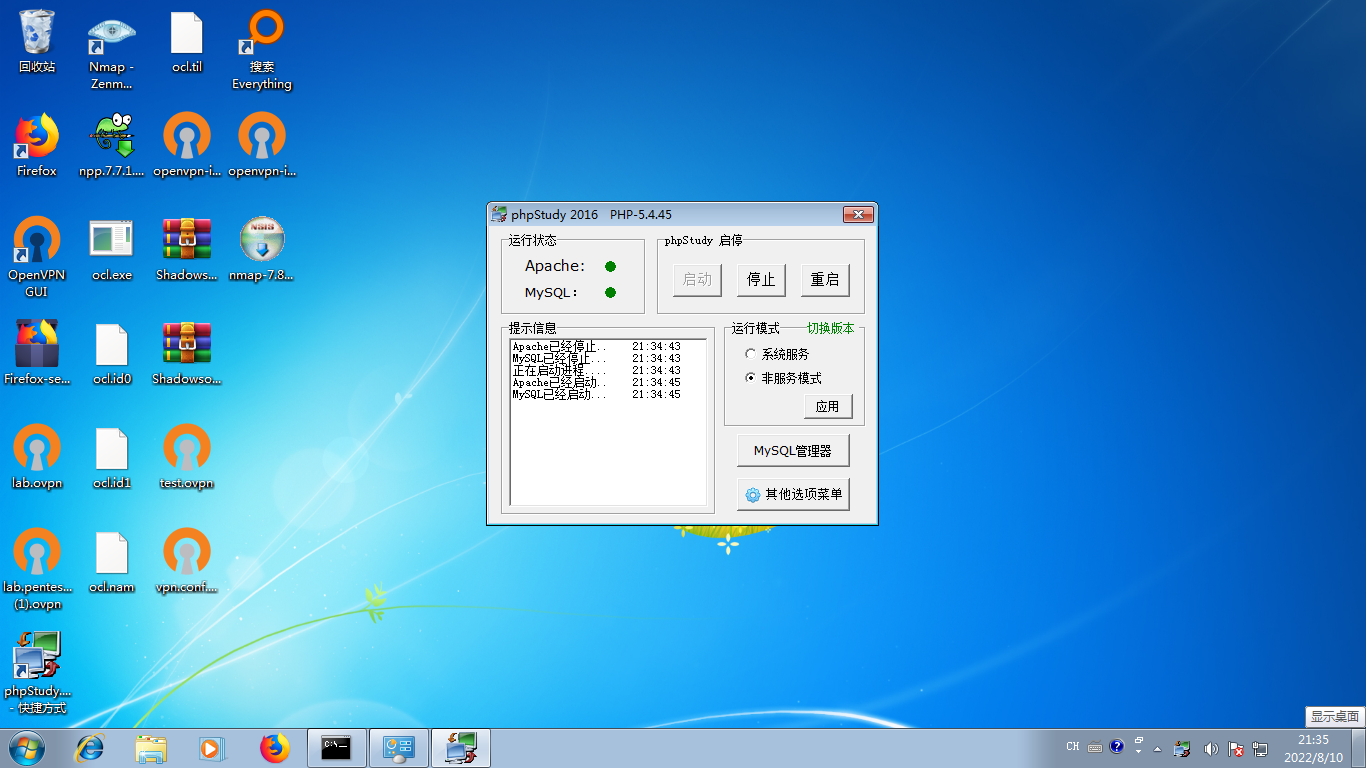 回收站
Nmap -
Zenm...
ocl.til
搜索
Everything
Firefox
npp.7.7.1....
openvpn-i...
openvpn-i...
OpenVPN
GUI
ocl.exe
Shadows...
nmap-7.8...
Firefox-se...
ocl.id0
Shadowso...
lab.ovpn
ocl.id1
test.ovpn
lab.pentes...
(1).ovpn
ocl.nam
vpn.conf....
phpStudy....
- 快捷方式
phpStudy 2016 PHP-5.4.45
运行状态
Apache:
MySQL:
phpStudy 启停
启动 停止 重启
提示信息
Apache已经停止.. 21:34:43
MySQL已经停止... 21:34:43
正在启动进程.... 21:34:43
Apache已经启动.. 21:34:45
MySQL已经启动... 21:34:45
运行模式 切换版本
系统服务
非服务模式
应用
MySQL管理器
其他选项菜单
显示桌面
C:\
CH
21:35
2022/8/10